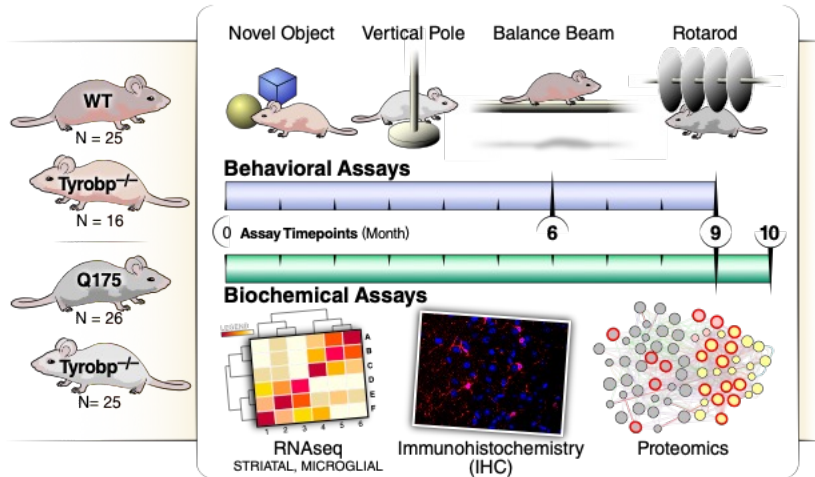 Novel Object
Vertical Pole
Balance Beam
Rotarod
WT
N = 25
Tyrobp–/–
N = 16
Q175
N = 26
Tyrobp–/–
N= 25
Behavioral Assays
0 Assay Timepoints (Month) 6 9 10
Biochemical Assays
LEGEND
A
B
C
D
E
F
1 2 3 4 5 6
RNAseq
STRIATAL, MICROGLIAL
Immunohistochemistry
(IHC)
Proteomics